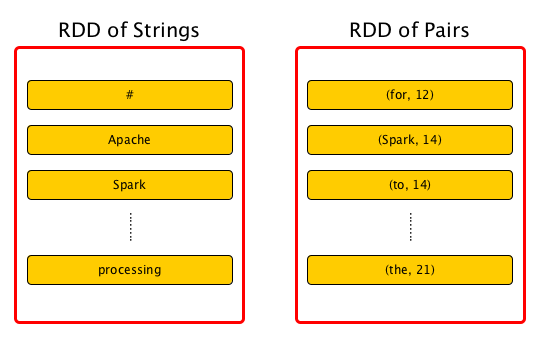 RDD of Strings
#
Apache
Spark
processing
RDD of Pairs
(for, 12)
(Spark, 14)
(to, 14)
(the, 21)